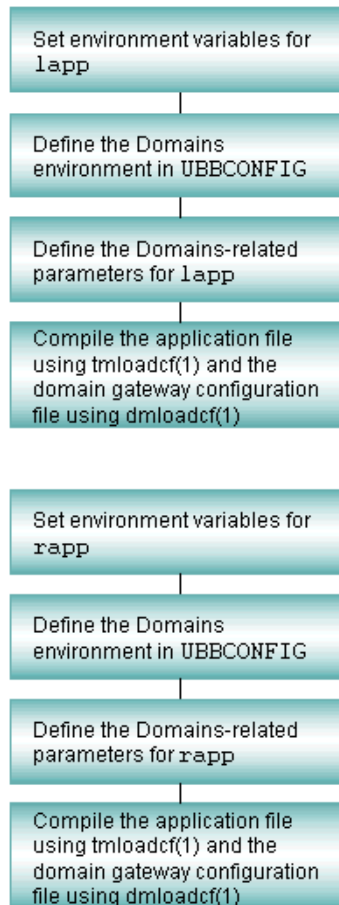 Set environment variables for
lapp
Define the Domains
environment in UBBCONFIG
Define the Domains-related
parameters for lapp
Compile the application file
using tmloadcf(1) and the
domain gateway configuration
file using dmloadcf(1)
Set environment variables for
rapp
Define the Domains
environment in UBBCONFIG
Define the Domains-related
parameters for rapp
Compile the application file
using tmloadcf(1) and the
domain gateway configuration
file using dmloadcf(1)